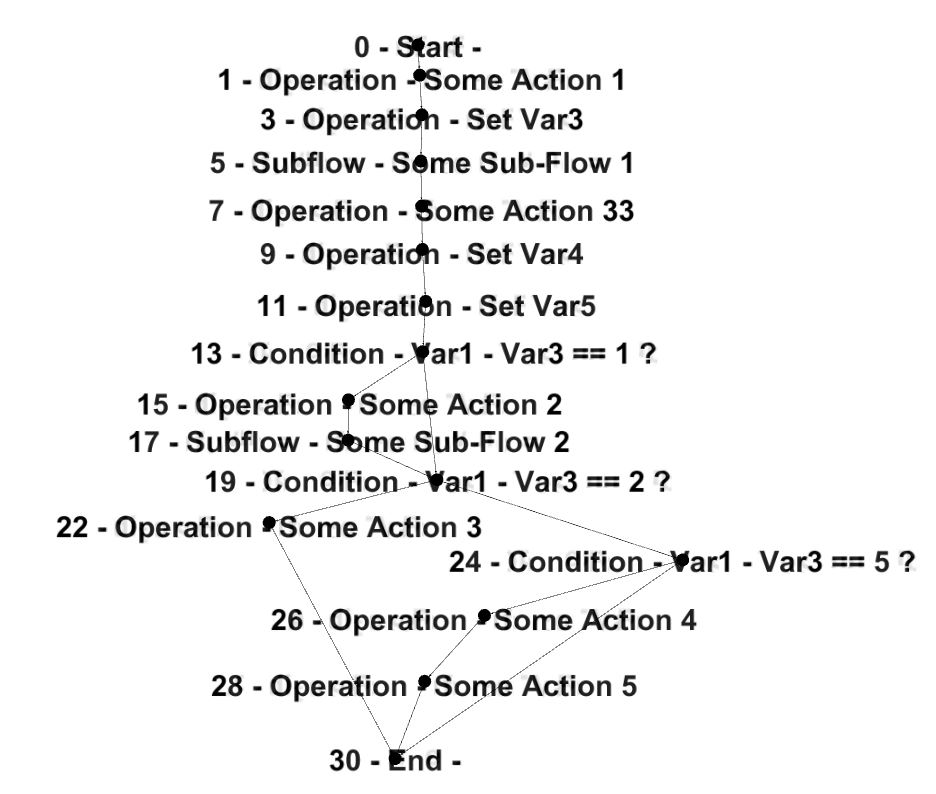 0 - Start -
1 - Operation - Some Action 1
3 - Operation - Set Var3
5 - Subflow - Some Sub-Flow 1
7 - Operation - Some Action 33
9 - Operation - Set Var4
11 - Operation - Set Var5
13 - Condition - Var1 - Var3 == 1 ?
15 - Operation - Some Action 2
17 - Subflow - Some Sub-Flow 2
19 - Condition - Var1 - Var3 == 2 ?
22 - Operation - Some Action 3
24 - Condition - Var1 - Var3 == 5 ?
26 - Operation - Some Action 4
28 - Operation - Some Action 5
30 - End -